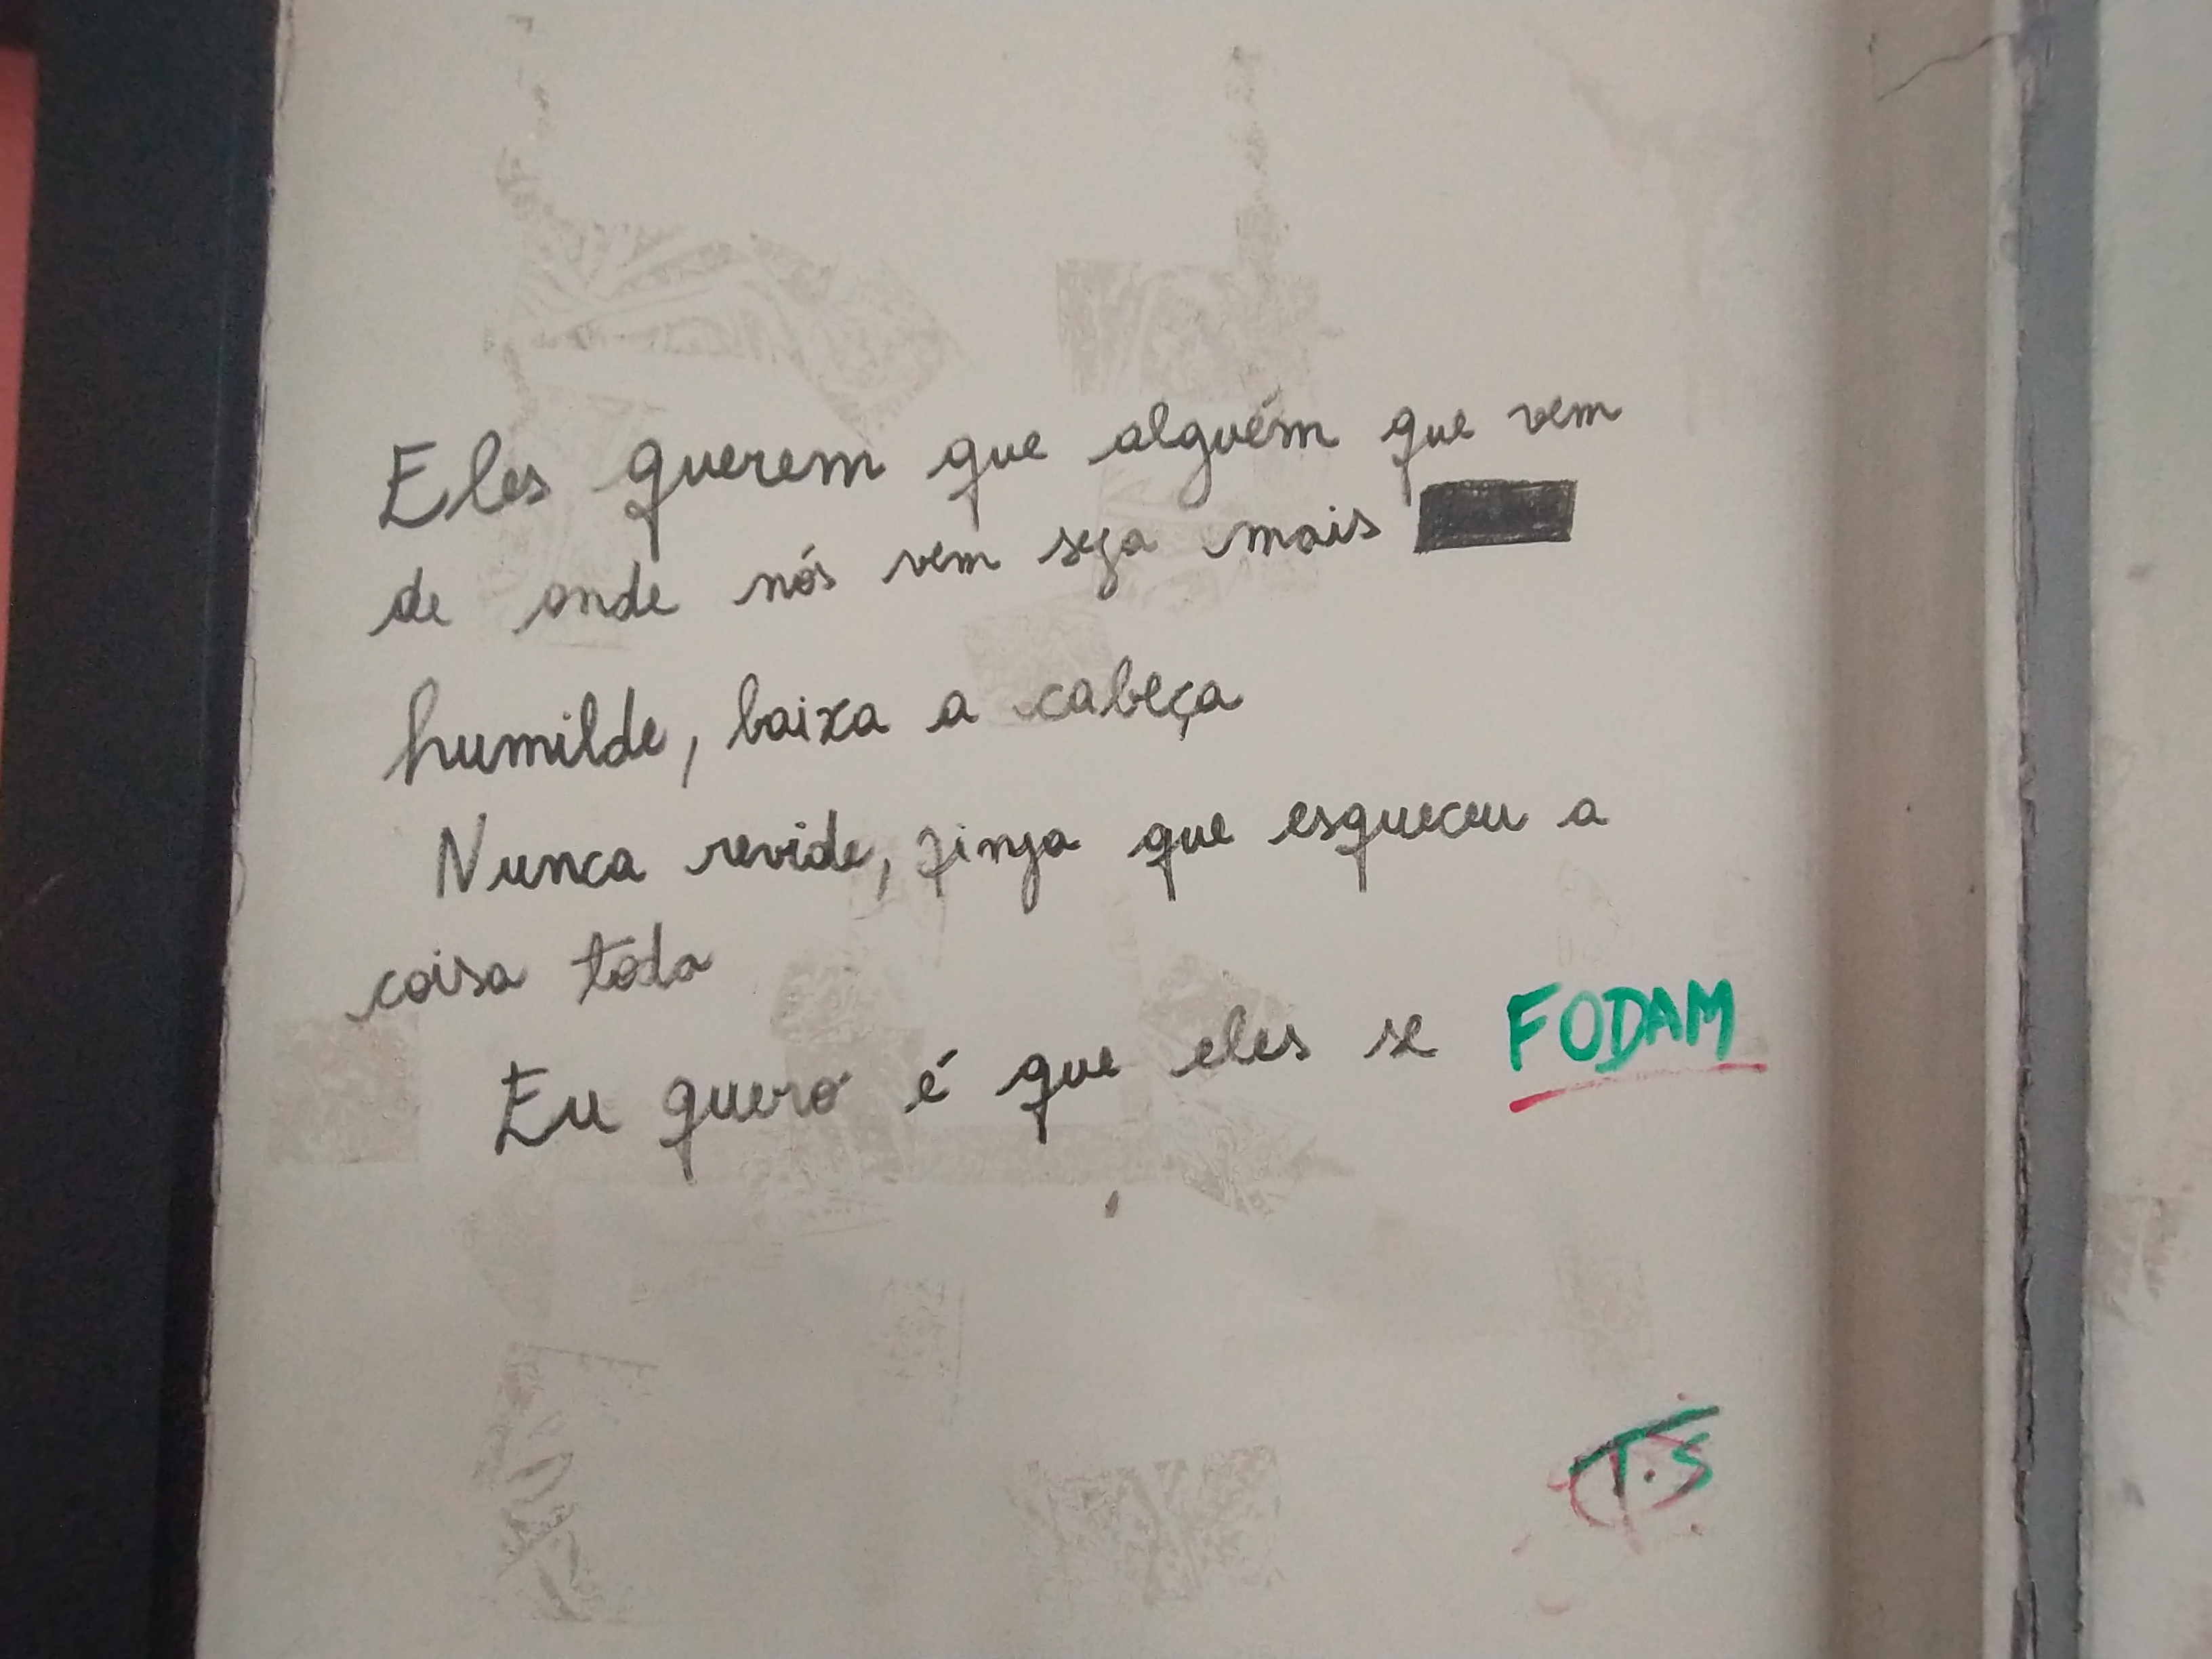 Eles querem que alguém que vem
de onde nós vem seja mais
humilde, baixa a cabeça
Nunca revide, finja que esqueceu a
coisa toda
Eu quero é que eles se FODAM
T.S